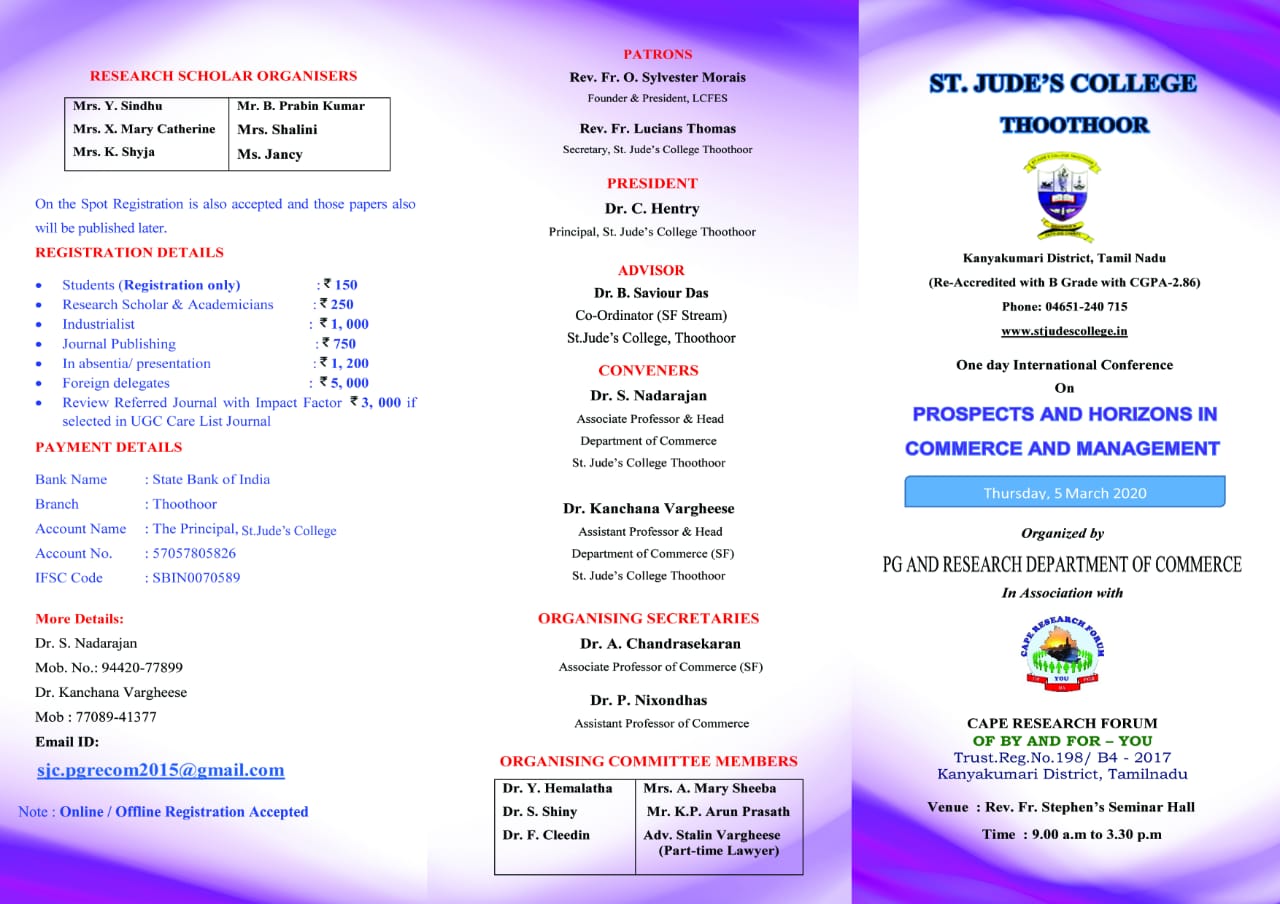 RESEARCH SCHOLAR ORGANISERS
Mrs. Y. Sindhu Mr. B. Prabin Kumar
Mrs. X. Mary Catherine Mrs. Shalini
Mrs. K. Shyja Ms. Jancy
On the Spot Registration is also accepted and those papers also
will be published later.
REGISTRATION DETAILS
• Students (Registration only) : ₹ 150
• Research Scholar & Academicians : ₹ 250
• Industrialist : ₹ 1, 000
• Journal Publishing : ₹ 750
• In absentia/ presentation : ₹ 1, 200
• Foreign delegates : ₹ 5, 000
• Review Referred Journal with Impact Factor ₹ 3, 000 if
selected in UGC Care List Journal
PAYMENT DETAILS
Bank Name : State Bank of India
Branch : Thoothoor
Account Name : The Principal, St.Jude's College
Account No. : 57057805826
IFSC Code : SBIN0070589
More Details:
Dr. S. Nadarajan
Mob. No.: 94420-77899
Dr. Kanchana Vargheese
Mob : 77089-41377
Email ID:
sjc.pgrecom2015@gmail.com
Note : Online / Offline Registration Accepted
PATRONS
Rev. Fr. O. Sylvester Morais
Founder & President, LCFES
Rev. Fr. Lucians Thomas
Secretary, St. Jude's College Thoothoor
PRESIDENT
Dr. C. Hentry
Principal, St. Jude's College Thoothoor
ADVISOR
Dr. B. Saviour Das
Co-Ordinator (SF Stream)
St.Jude's College, Thoothoor
CONVENERS
Dr. S. Nadarajan
Associate Professor & Head
Department of Commerce
St. Jude's College Thoothoor
Dr. Kanchana Vargheese
Assistant Professor & Head
Department of Commerce (SF)
St. Jude's College Thoothoor
ORGANISING SECRETARIES
Dr. A. Chandrasekaran
Associate Professor of Commerce (SF)
Dr. P. Nixondhas
Assistant Professor of Commerce
ORGANISING COMMITTEE MEMBERS
Dr. Y. Hemalatha Mrs. A. Mary Sheeba
Dr. S. Shiny Mr. K.P. Arun Prasath
Dr. F. Cleedin Adv. Stalin Vargheese
(Part-time Lawyer)
ST. JUDE'S COLLEGE
THOOTHOOR
Kanyakumari District, Tamil Nadu
(Re-Accredited with B Grade with CGPA-2.86)
Phone: 04651-240 715
www.stjudescollege.in
One day International Conference
On
PROSPECTS AND HORIZONS IN
COMMERCE AND MANAGEMENT
Thursday, 5 March 2020
Organized by
PG AND RESEARCH DEPARTMENT OF COMMERCE
In Association with
CAPE RESEARCH FORUM
YOU
CAPE RESEARCH FORUM
OF BY AND FOR – YOU
Trust.Reg.No.198/ B4 - 2017
Kanyakumari District, Tamilnadu
Venue : Rev. Fr. Stephen's Seminar Hall
Time : 9.00 a.m to 3.30 p.m